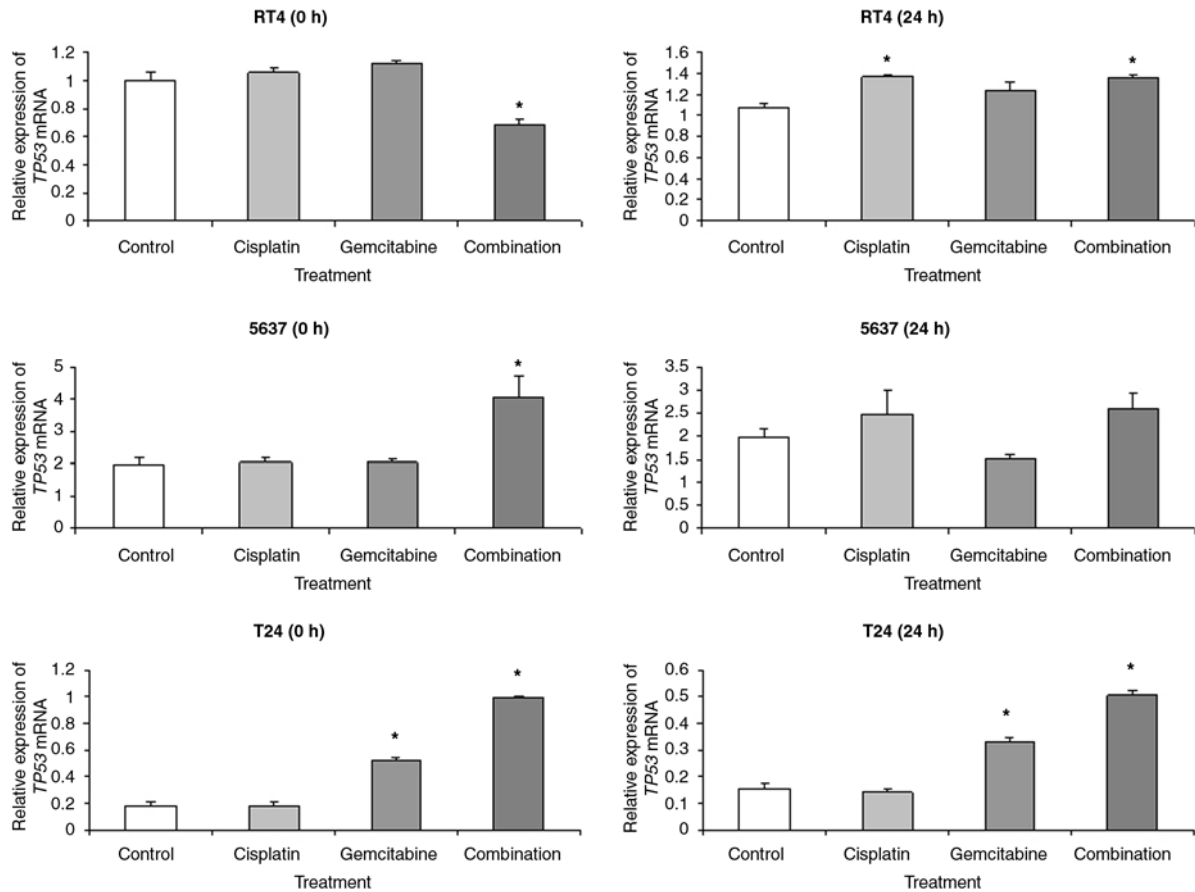 RT4 (0 h)
Relative expression of
TP53 mRNA
1.2
1
0.8
0.6
0.4
0.2
0
*
Control Cisplatin Gemcitabine Combination
Treatment
RT4 (24 h)
Relative expression of
TP53 mRNA
1.6
1.4
1.2
1
0.8
0.6
0.4
0.2
0
* *
Control Cisplatin Gemcitabine Combination
Treatment
5637 (0 h)
Relative expression of
TP53 mRNA
5
4
3
2
1
0
*
Control Cisplatin Gemcitabine Combination
Treatment
5637 (24 h)
Relative expression of
TP53 mRNA
3.5
3
2.5
2
1.5
1
0.5
0
Control Cisplatin Gemcitabine Combination
Treatment
T24 (0 h)
Relative expression of
TP53 mRNA
1.2
1
0.8
0.6
0.4
0.2
0
* *
Control Cisplatin Gemcitabine Combination
Treatment
T24 (24 h)
Relative expression of
TP53 mRNA
0.6
0.5
0.4
0.3
0.2
0.1
0
* *
Control Cisplatin Gemcitabine Combination
Treatment